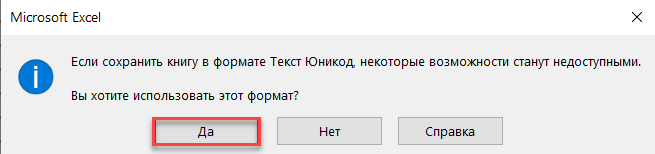 Microsoft Excel
Если сохранить книгу в формате Текст Юникод, некоторые возможности станут недоступными.
Вы хотите использовать этот формат?
Да
Нет
Справка